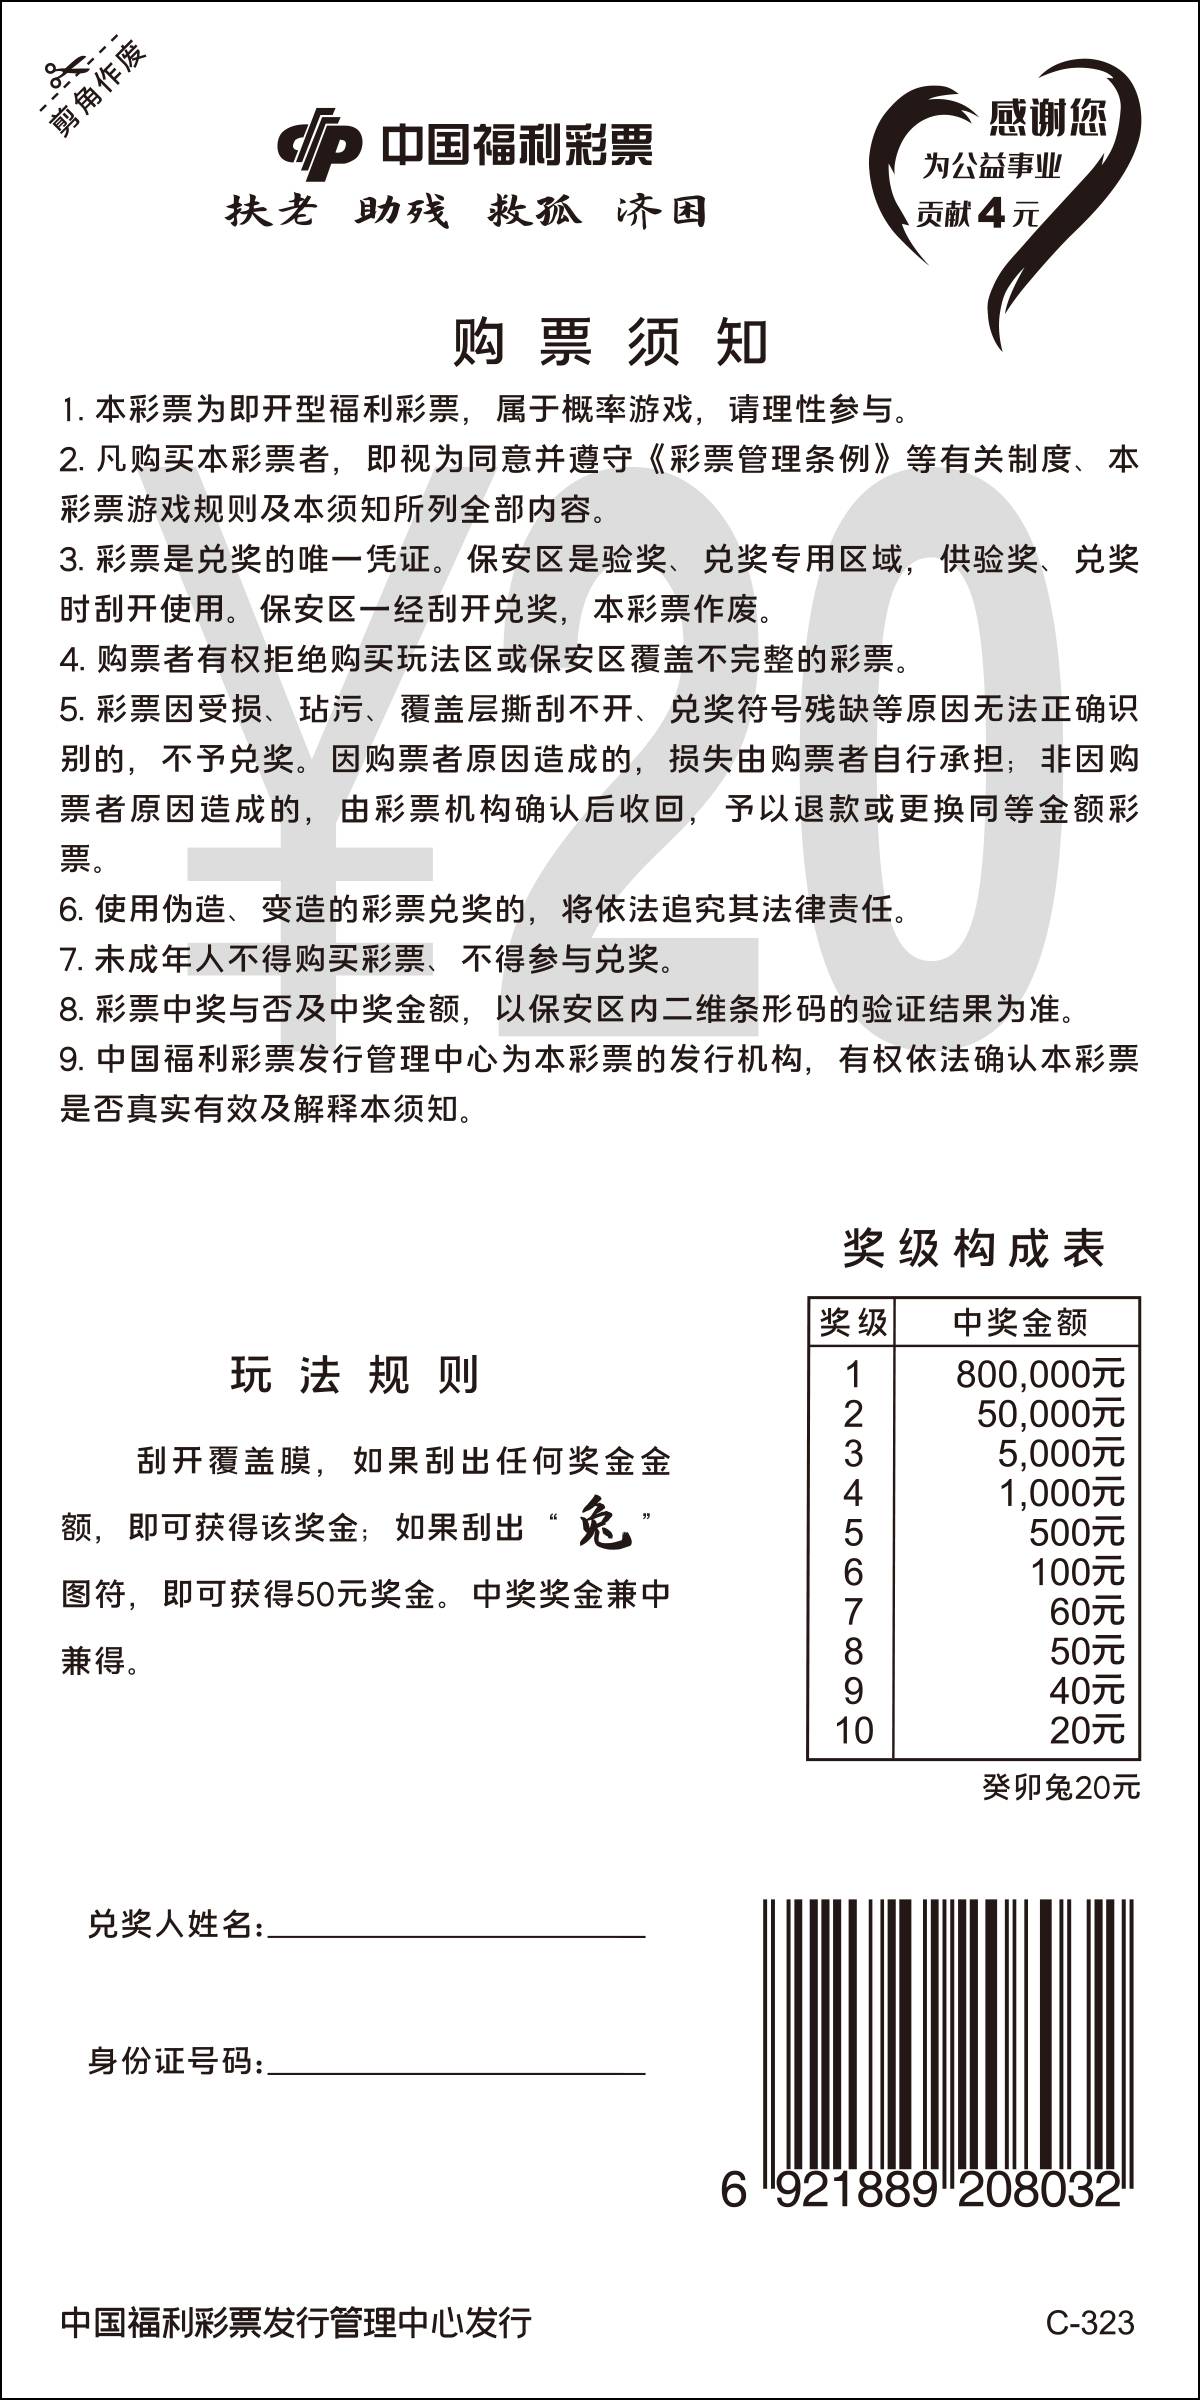 剪角作废
中国福利彩票
扶老 助残 救孤 济困
感谢您
为公益事业
贡献4元
购票须知
¥20
1. 本彩票为即开型福利彩票，属于概率游戏，请理性参与。
2. 凡购买本彩票者，即视为同意并遵守《彩票管理条例》等有关制度、本
彩票游戏规则及本须知所列全部内容。
3. 彩票是兑奖的唯一凭证。保安区是验奖、兑奖专用区域，供验奖、兑奖
时刮开使用。保安区一经刮开兑奖，本彩票作废。
4. 购票者有权拒绝购买玩法区或保安区覆盖不完整的彩票。
5. 彩票因受损、玷污、覆盖层撕刮不开、兑奖符号残缺等原因无法正确识
别的，不予兑奖。因购票者原因造成的，损失由购票者自行承担；非因购
票者原因造成的，由彩票机构确认后收回，予以退款或更换同等金额彩
票。
6. 使用伪造、变造的彩票兑奖的，将依法追究其法律责任。
7. 未成年人不得购买彩票、不得参与兑奖。
8. 彩票中奖与否及中奖金额，以保安区内二维条形码的验证结果为准。
9. 中国福利彩票发行管理中心为本彩票的发行机构，有权依法确认本彩票
是否真实有效及解释本须知。
玩法规则
刮开覆盖膜，如果刮出任何奖金金
额，即可获得该奖金；如果刮出“兔”
图符，即可获得50元奖金。中奖奖金兼中
兼得。
奖级构成表
奖级 中奖金额
1 800,000元
2 50,000元
3 5,000元
4 1,000元
5 500元
6 100元
7 60元
8 50元
9 40元
10 20元
癸卯兔20元
兑奖人姓名:
身份证号码:
6 921889 208032
中国福利彩票发行管理中心发行
C-323